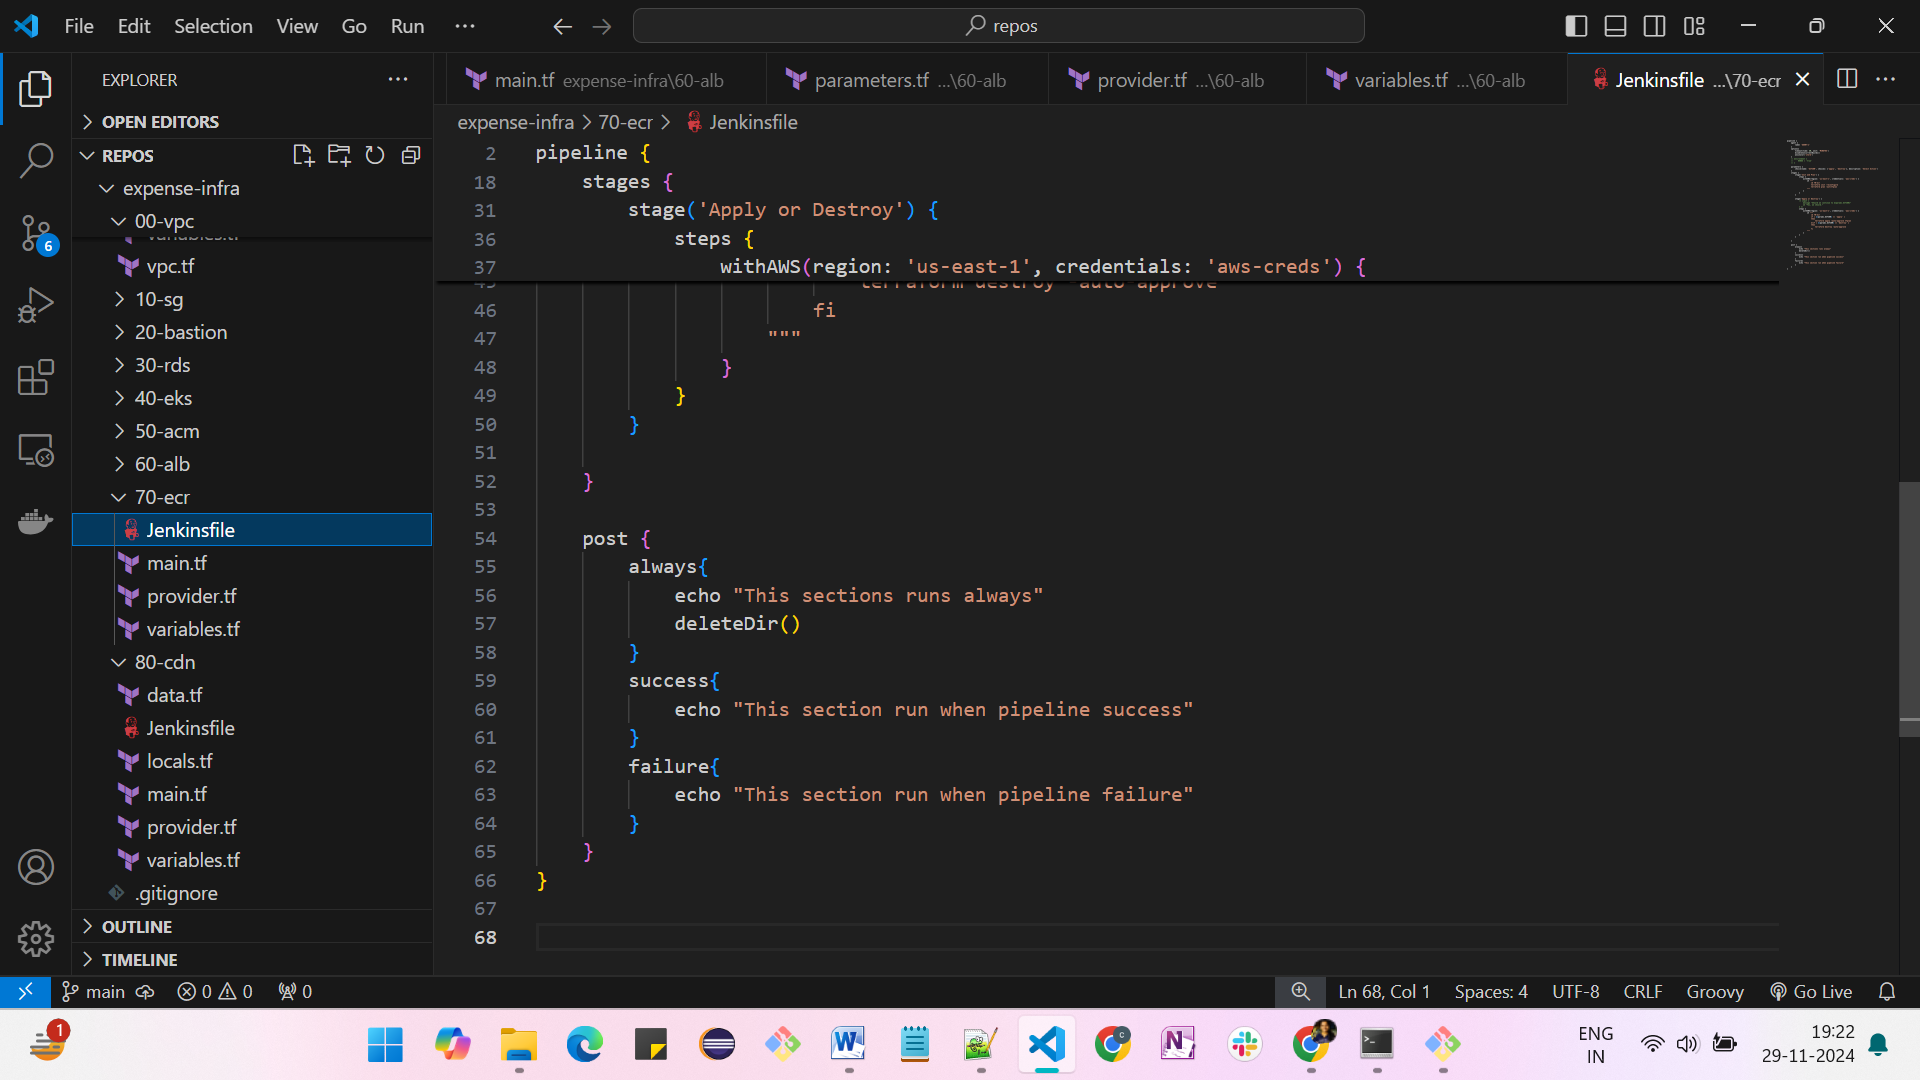 File Edit Selection View Go Run ···
repos
EXPLORER ···
OPEN EDITORS
REPOS
expense-infra
00-vpc
variables.tf
vpc.tf
10-sg
20-bastion
30-rds
40-eks
50-acm
60-alb
70-ecr
Jenkinsfile
main.tf
provider.tf
variables.tf
80-cdn
data.tf
Jenkinsfile
locals.tf
main.tf
provider.tf
variables.tf
.gitignore
OUTLINE
TIMELINE
6
main.tf expense-infra\60-alb
parameters.tf ...\60-alb
provider.tf ...\60-alb
variables.tf ...\60-alb
Jenkinsfile ...\70-ecr
expense-infra > 70-ecr > Jenkinsfile
2 pipeline {
18 stages {
31 stage('Apply or Destroy') {
36 steps {
37 withAWS(region: 'us-east-1', credentials: 'aws-creds') {
45 terraform destroy -auto-approve
46 fi
47 """
48 }
49 }
50 }
51
52 }
53
54 post {
55 always{
56 echo "This sections runs always"
57 deleteDir()
58 }
59 success{
60 echo "This section run when pipeline success"
61 }
62 failure{
63 echo "This section run when pipeline failure"
64 }
65 }
66 }
67
68
main 0 0 0
Ln 68, Col 1 Spaces: 4 UTF-8 CRLF Groovy Go Live
1
ENG
IN
19:22
29-11-2024